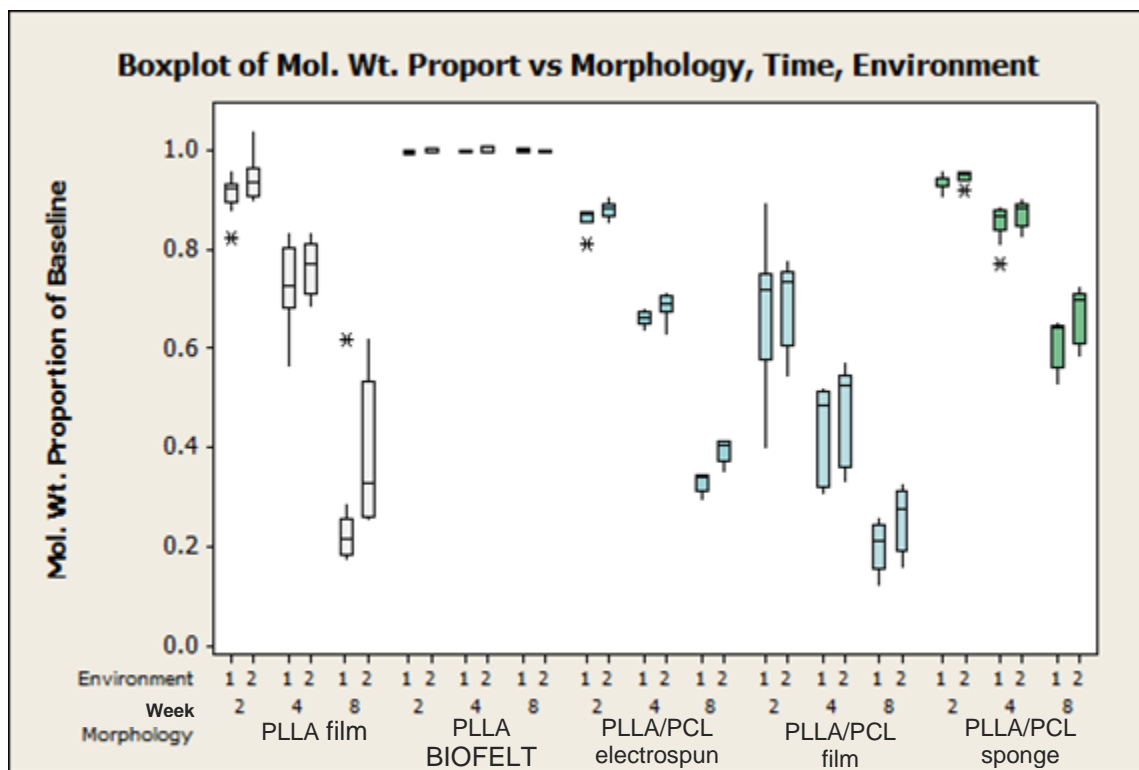 Boxplot of Mol. Wt. Proport vs Morphology, Time, Environment
Mol. Wt. Proportion of Baseline
1.0
0.8
0.6
0.4
0.2
0.0
Environment 1 2 1 2 1 2 1 2 1 2 1 2 1 2 1 2 1 2 1 2 1 2 1 2 1 2 1 2 1 2
Week 2 4 8 2 4 8 2 4 8 2 4 8 2 4 8
Morphology PLLA film PLLA PLLA/PCL PLLA/PCL PLLA/PCL
BIOFELT electrospun film sponge